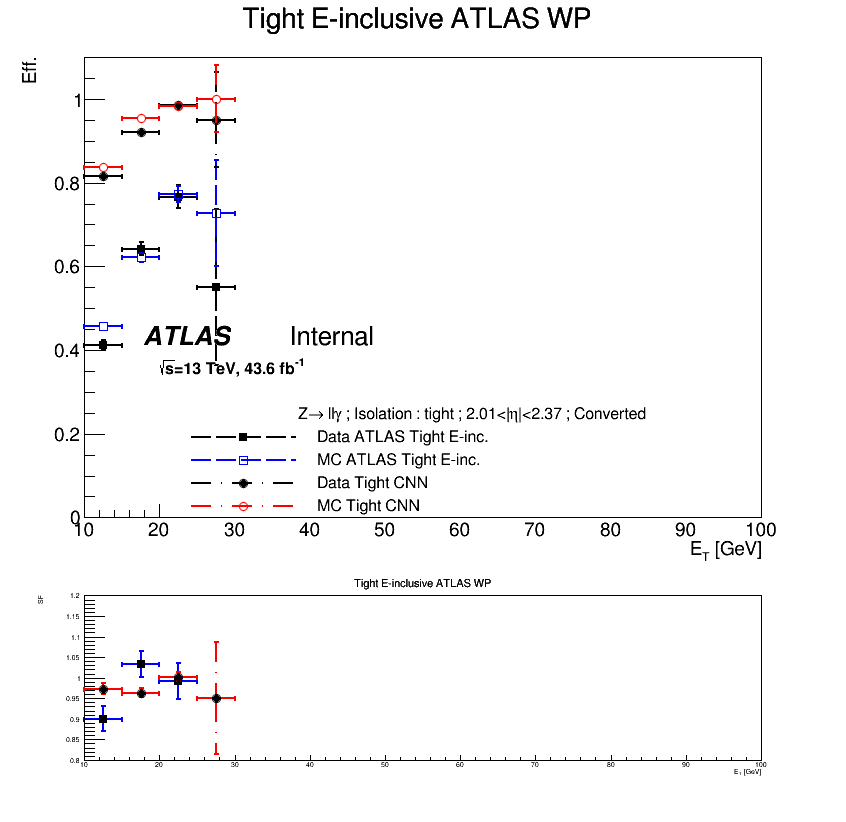 Tight E-inclusive ATLAS WP
Eff.
1
0.8
0.6
0.4
0.2
0
ATLAS Internal
√s=13 TeV, 43.6 fb⁻¹
Z→ llγ ; Isolation : tight ; 2.01<|η|<2.37 ; Converted
Data ATLAS Tight E-inc.
MC ATLAS Tight E-inc.
Data Tight CNN
MC Tight CNN
10 20 30 40 50 60 70 80 90 100
E_T [GeV]
Tight E-inclusive ATLAS WP
SF
1.2
1.15
1.1
1.05
1
0.95
0.9
0.85
0.8
10 20 30 40 50 60 70 80 90 100
E_T [GeV]